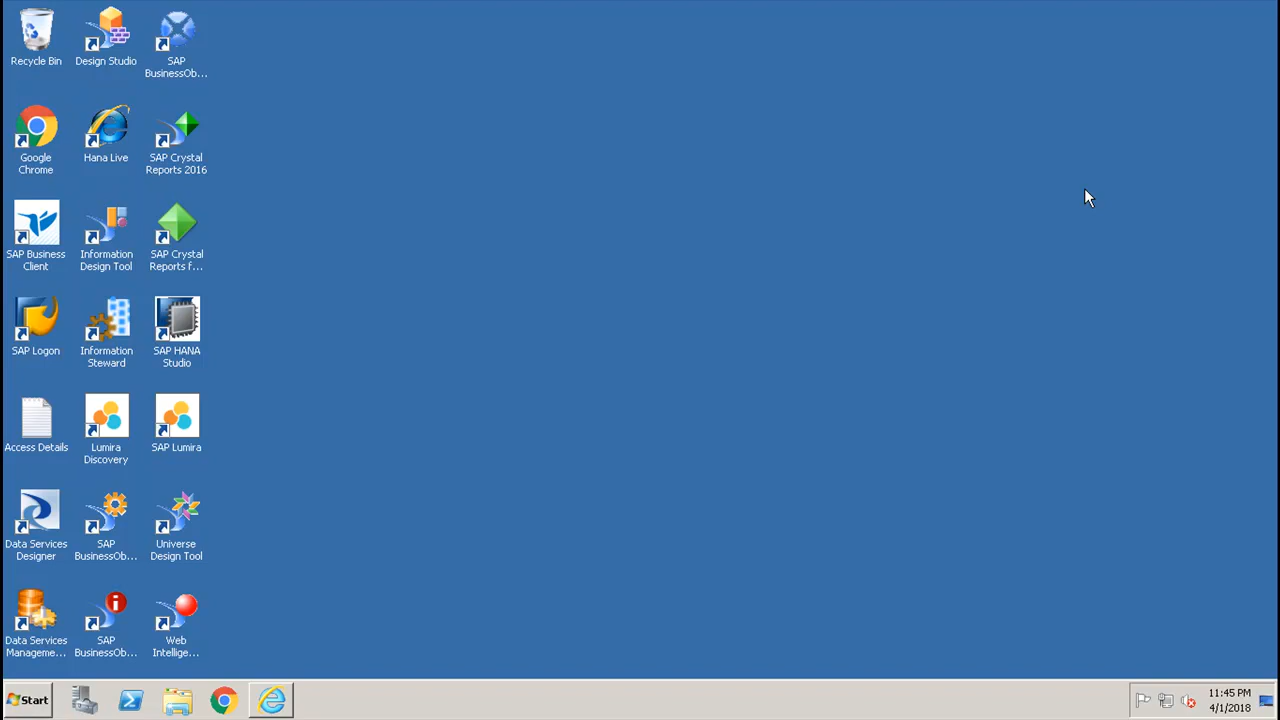 Recycle Bin
Design Studio
SAP
BusinessOb...
Google
Chrome
Hana Live
SAP Crystal
Reports 2016
SAP Business
Client
Information
Design Tool
SAP Crystal
Reports f...
SAP Logon
Information
Steward
SAP HANA
Studio
Access Details
Lumira
Discovery
SAP Lumira
Data Services
Designer
SAP
BusinessOb...
Universe
Design Tool
Data Services
Manageme...
SAP
BusinessOb...
Web
Intellige...
Start
11:45 PM
4/1/2018